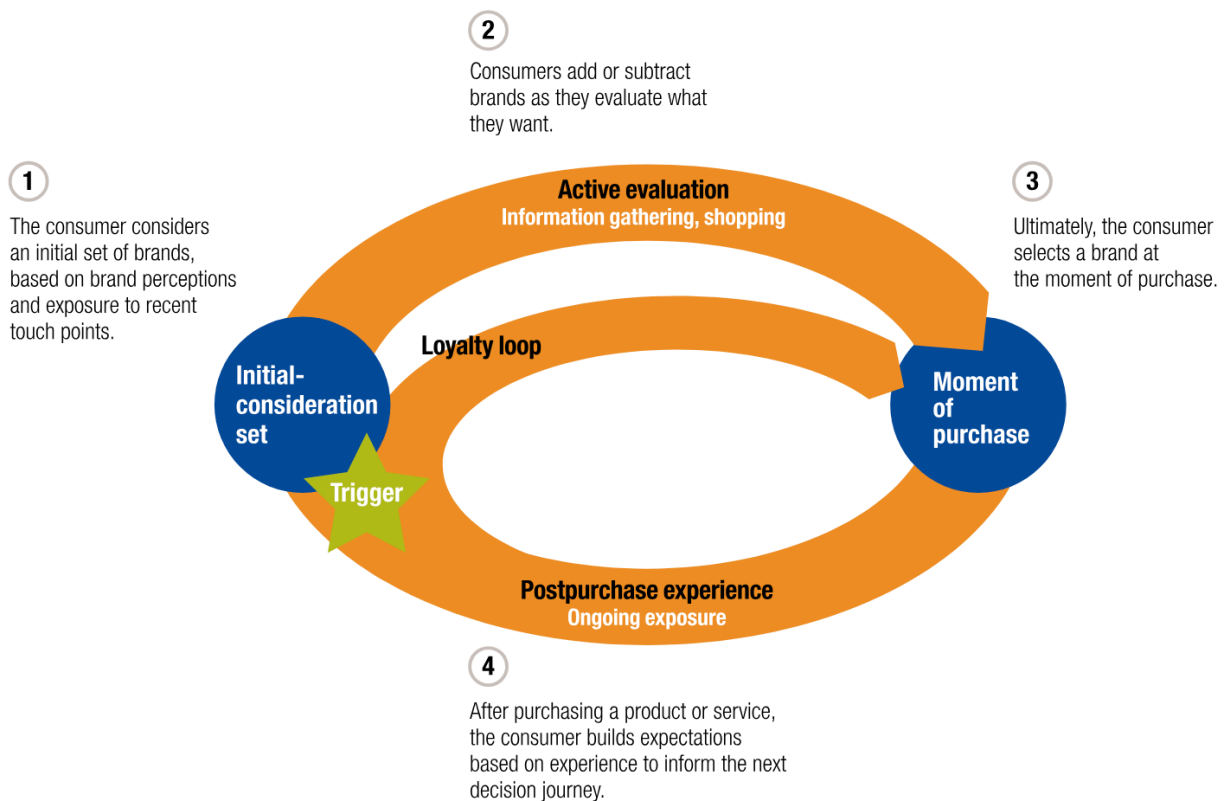 1
The consumer considers
an initial set of brands,
based on brand perceptions
and exposure to recent
touch points.
2
Consumers add or subtract
brands as they evaluate what
they want.
3
Ultimately, the consumer
selects a brand at
the moment of purchase.
Active evaluation
Information gathering, shopping
Loyalty loop
Initial-
consideration
set
Trigger
Moment
of
purchase
Postpurchase experience
Ongoing exposure
4
After purchasing a product or service,
the consumer builds expectations
based on experience to inform the next
decision journey.